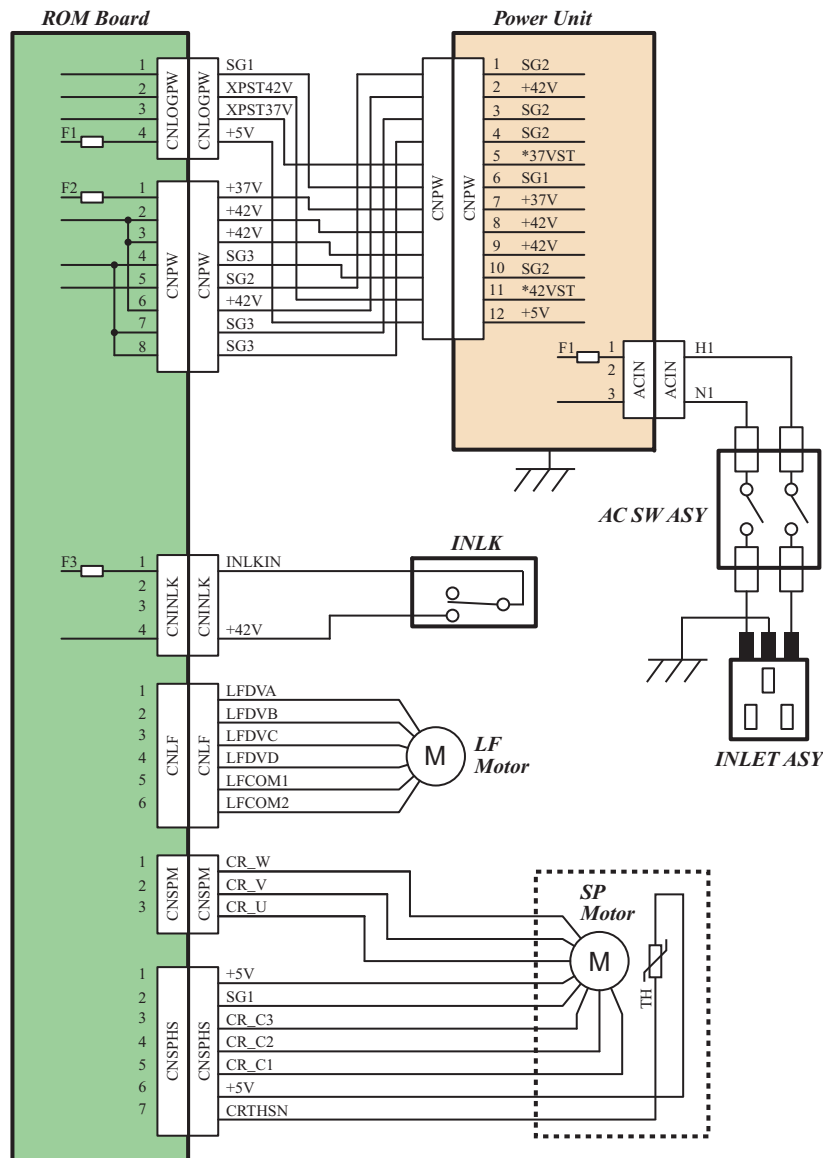 ROM Board
Power Unit
1 CNLOGPW CNLOGPW SG1
2 XPST42V
3 XPST37V
F1 4 +5V
F2 1 CNPW CNPW +37V
2 +42V
3 +42V
4 SG3
5 SG2
6 +42V
7 SG3
8 SG3
CNPW CNPW
1 SG2
2 +42V
3 SG2
4 SG2
5 *37VST
6 SG1
7 +37V
8 +42V
9 +42V
10 SG2
11 *42VST
12 +5V
F1 1 ACIN ACIN H1
2
3 N1
AC SW ASY
INLET ASY
F3 1 CNINLK CNINLK INLKIN
2
3
4 +42V
INLK
1 CNLF CNLF LFDVA
2 LFDVB
3 LFDVC
4 LFDVD
5 LFCOM1
6 LFCOM2
M
LF
Motor
1 CNSPM CNSPM CR_W
2 CR_V
3 CR_U
SP
Motor
M
TH
1 CNSPHS CNSPHS +5V
2 SG1
3 CR_C3
4 CR_C2
5 CR_C1
6 +5V
7 CRTHSN